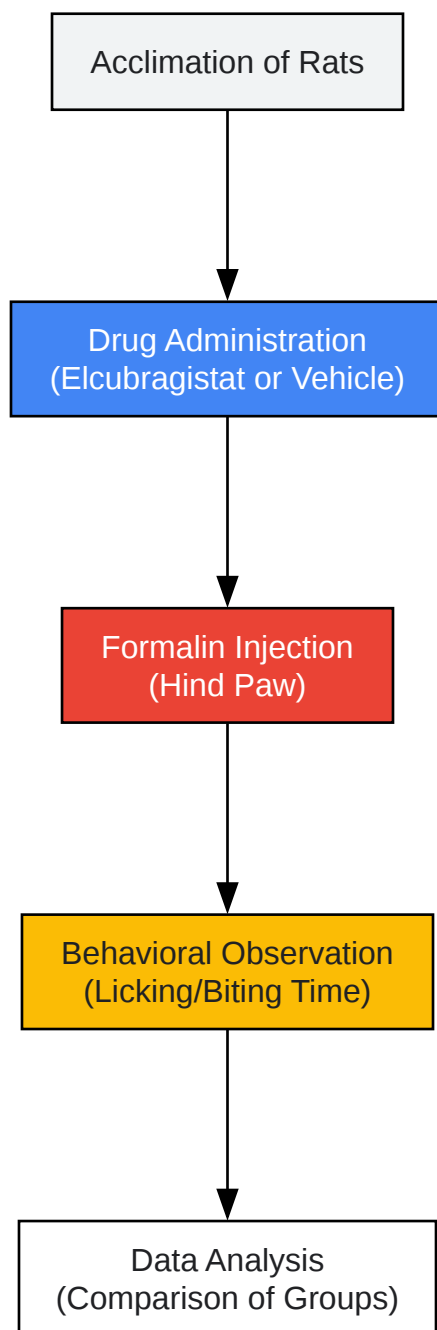 Acclimation of Rats
Drug Administration
(Elcubragistat or Vehicle)
Formalin Injection
(Hind Paw)
Behavioral Observation
(Licking/Biting Time)
Data Analysis
(Comparison of Groups)